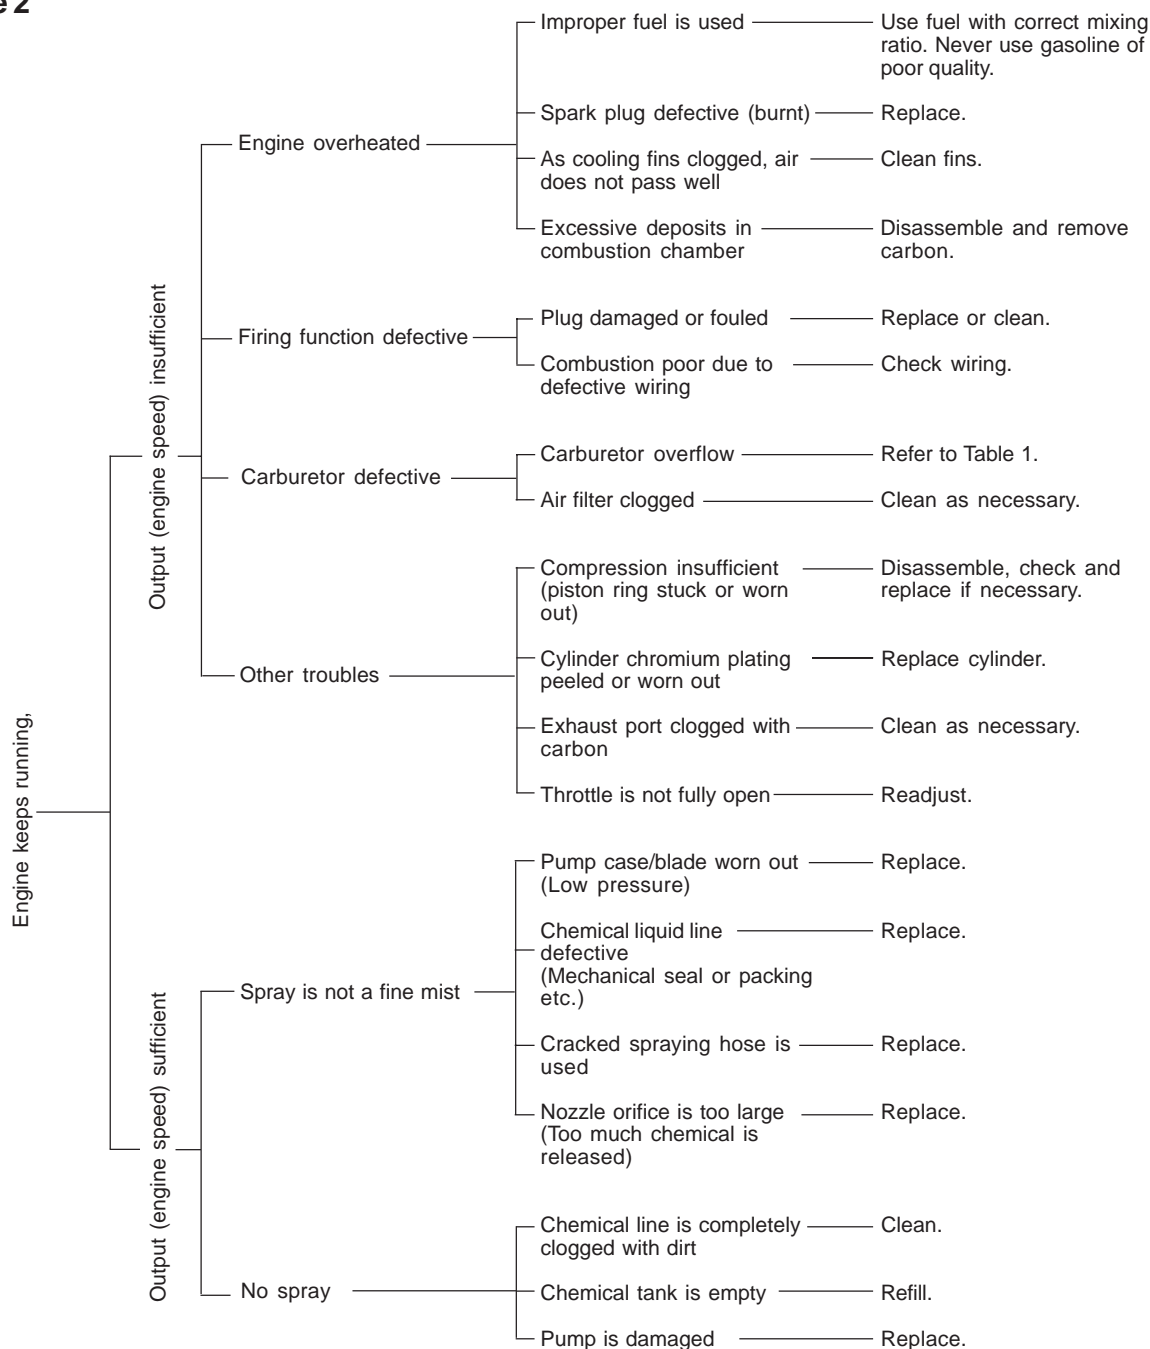 e 2
Improper fuel is used
Use fuel with correct mixing
ratio. Never use gasoline of
poor quality.
Spark plug defective (burnt)
Replace.
Engine overheated
As cooling fins clogged, air
does not pass well
Clean fins.
Excessive deposits in
combustion chamber
Disassemble and remove
carbon.
Output (engine speed) insufficient
Firing function defective
Plug damaged or fouled
Replace or clean.
Combustion poor due to
defective wiring
Check wiring.
Carburetor defective
Carburetor overflow
Refer to Table 1.
Air filter clogged
Clean as necessary.
Other troubles
Compression insufficient
(piston ring stuck or worn
out)
Disassemble, check and
replace if necessary.
Cylinder chromium plating
peeled or worn out
Replace cylinder.
Exhaust port clogged with
carbon
Clean as necessary.
Throttle is not fully open
Readjust.
Engine keeps running,
Output (engine speed) sufficient
Spray is not a fine mist
Pump case/blade worn out
(Low pressure)
Replace.
Chemical liquid line
defective
(Mechanical seal or packing
etc.)
Replace.
Cracked spraying hose is
used
Replace.
Nozzle orifice is too large
(Too much chemical is
released)
Replace.
No spray
Chemical line is completely
clogged with dirt
Clean.
Chemical tank is empty
Refill.
Pump is damaged
Replace.